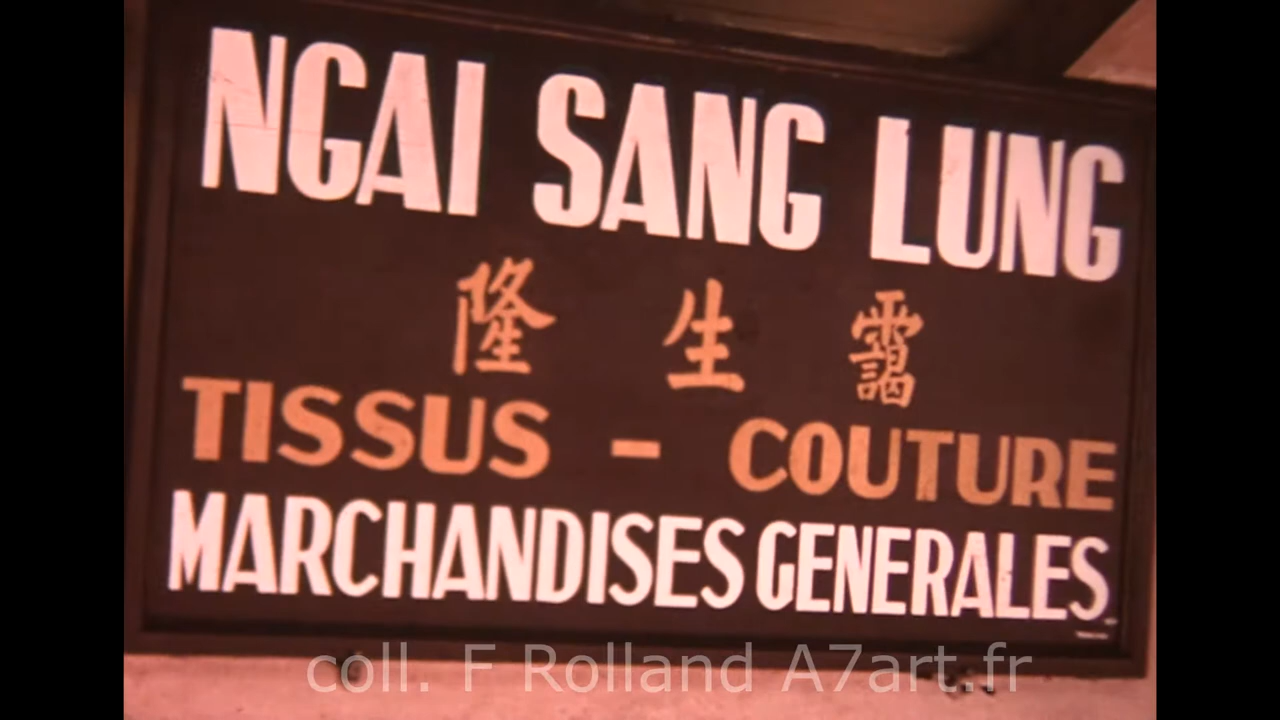 NGAI SANG LUNG
靄 生 隆
TISSUS - COUTURE
MARCHANDISES GENERALES
coll. F Rolland A7art.fr